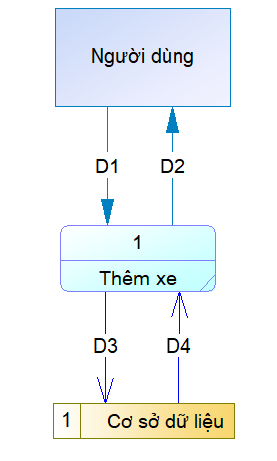 Người dùng
D1 D2
1
Thêm xe
D3 D4
1 Cơ sở dữ liệu